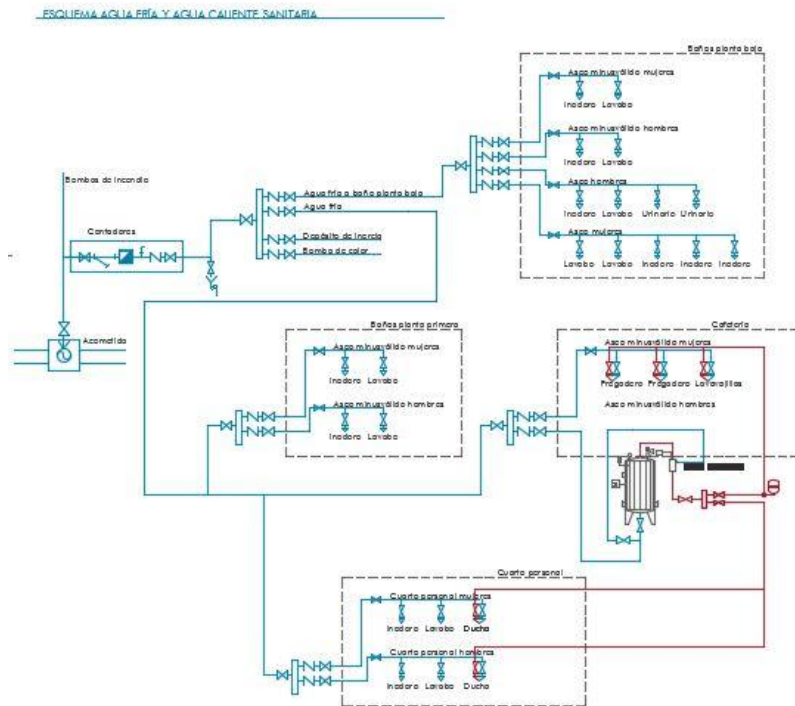 ESQUEMA AGUA FRÍA Y AGUA CALIENTE SANITARIA
Baños planta baja
Aseo minusválido mujeres
Inodoro Lavabo
Aseo minusválido hombres
Inodoro Lavabo
Aseo hombres
Inodoro Lavabo Urinario Urinario
Aseo mujeres
Lavabo Lavabo Inodoro Inodoro Inodoro
Bombas de incendio
Contadores
Agua fría a baño planta baja
Agua fría
Depósito de inercia
Bomba de calor
Acometida
Baños planta primera
Aseo minusválido mujeres
Inodoro Lavabo
Aseo minusválido hombres
Inodoro Lavabo
Cafetería
Aseo minusválido mujeres
Fregadero Fregadero Lavavajillas
Aseo minusválido hombres
Cuarto personal
Cuarto personal mujeres
Inodoro Lavabo Ducha
Cuarto personal hombres
Inodoro Lavabo Ducha